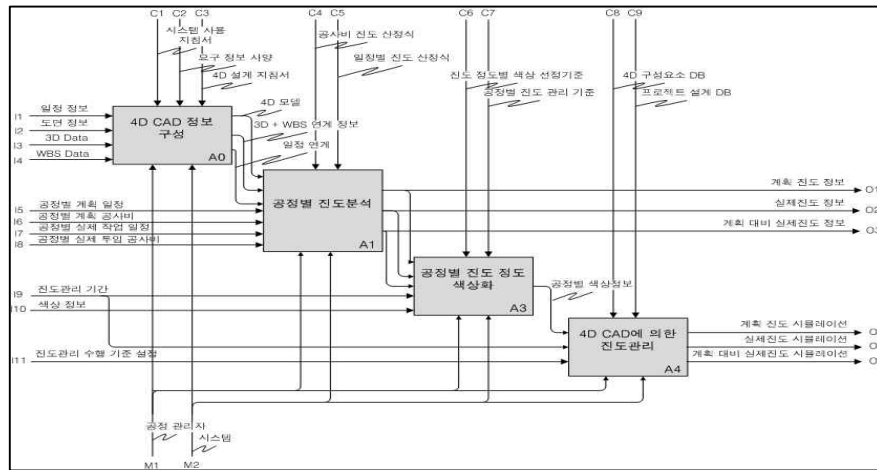 C1 C2 C3 C4 C5 C6 C7 C8 C9
시스템 사용
지침서
요구 정보 사양
4D 설계 지침서
공사비 진도 산정식
일정별 진도 산정식
진도 정도별 색상 선정기준
공정별 진도 관리 기준
4D 구성요소 DB
프로젝트 설계 DB
I1 일정 정보
I2 도면 정보
I3 3D Data
I4 WBS Data
4D CAD 정보
구성
A0
4D 모델
3D + WBS 연계 정보
일정 연계
I5 공정별 계획 일정
I6 공정별 계획 공사비
I7 공정별 실제 작업 일정
I8 공정별 실제 투입 공사비
공정별 진도분석
A1
계획 진도 정보 O1
실제진도 정보 O2
계획 대비 실제진도 정보 O3
I9 진도관리 기간
I10 색상 정보
공정별 진도 정도
색상화
A3
공정별 색상정보
I11 진도관리 수행 기준 설정
4D CAD에 의한
진도관리
A4
계획 진도 시뮬레이션 O
실제진도 시뮬레이션 O
계획 대비 실제진도 시뮬레이션 O
공정 관리자
시스템
M1 M2